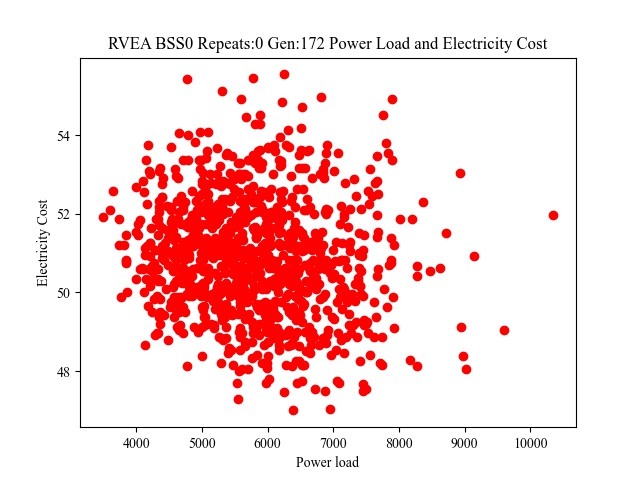 RVEA BSS0 Repeats:0 Gen:172 Power Load and Electricity Cost
54
52
50
48
Electricity Cost
4000 5000 6000 7000 8000 9000 10000
Power load